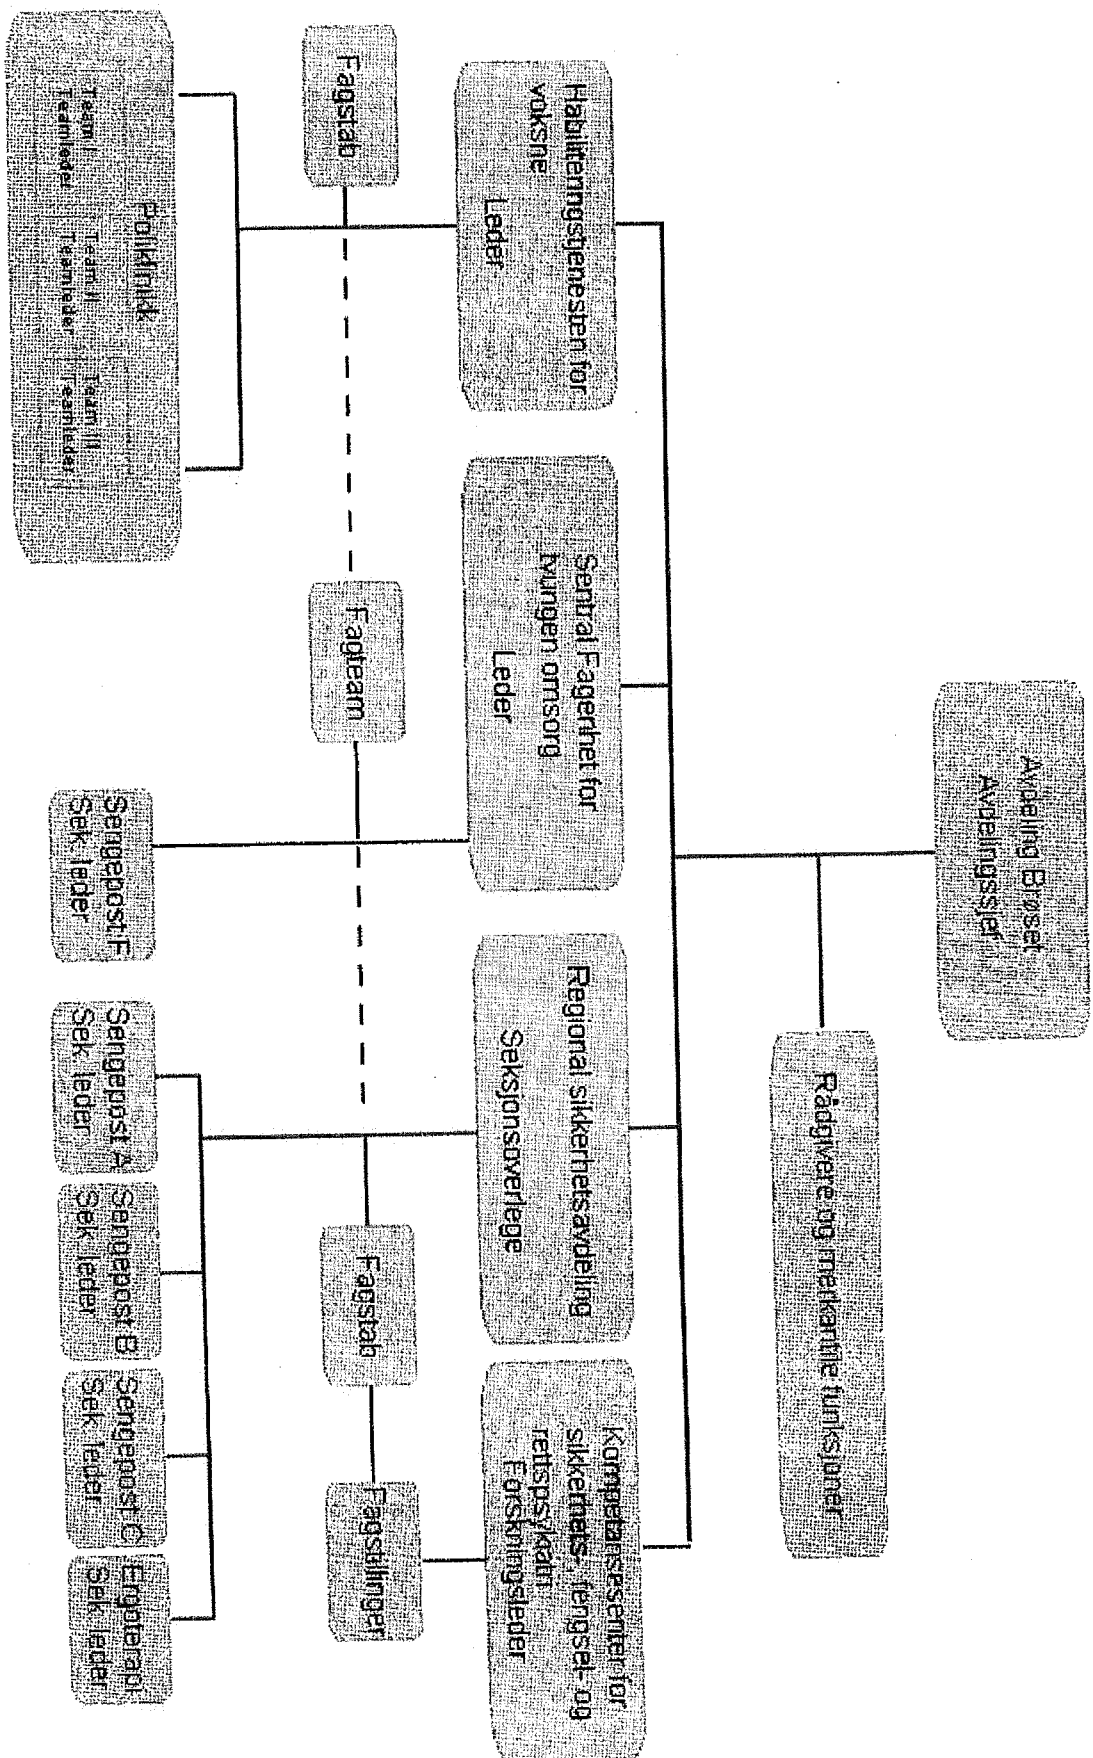 Avdeling Brøset
Avdelingssjef
Rådgivere og merkantile funksjoner
Habiliteringstjenesten for
voksne
Leder
Sentral Fagenhet for
tvungen omsorg
Leder
Regional sikkerhetsavdeling
Seksjonsoverlege
Kompetansesenter for
sikkerhets-, fengsel- og
rettspsykiatri
Forskningsleder
Fagstab
Fagteam
Fagstab
Fagstillinger
Poliklinikk
Team I
Teamleder
Team II
Teamleder
Team III
Teamleder
Sengepost F
Sek leder
Sengepost A
Sek leder
Sengepost B
Sek leder
Sengepost C
Sek leder
Ergoterapi
Sek leder